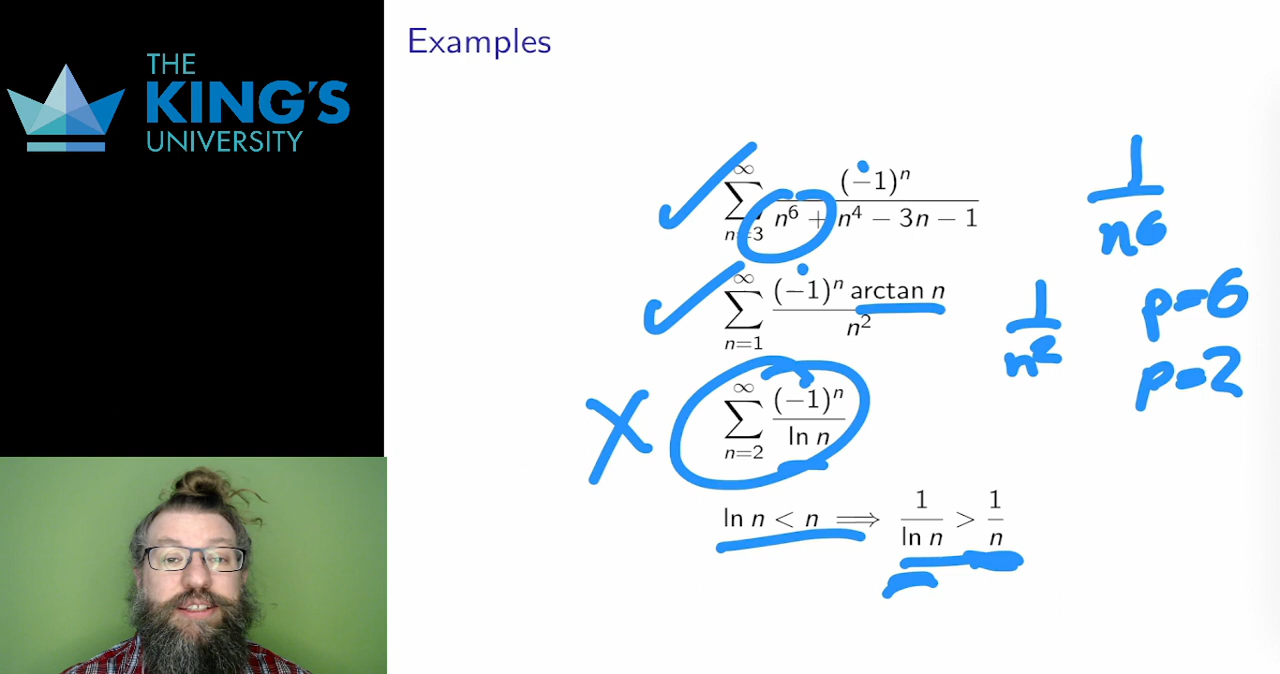 THE
KING'S
UNIVERSITY
Examples
∑_{n=3}^{∞} (−1)^n / (n^6 + n^4 − 3n − 1)
1/n6
∑_{n=1}^{∞} (−1)^n arctan n / n^2
1/n^2
p=6
p=2
X
∑_{n=2}^{∞} (−1)^n / ln n
ln n < n ⟹ 1/ln n > 1/n